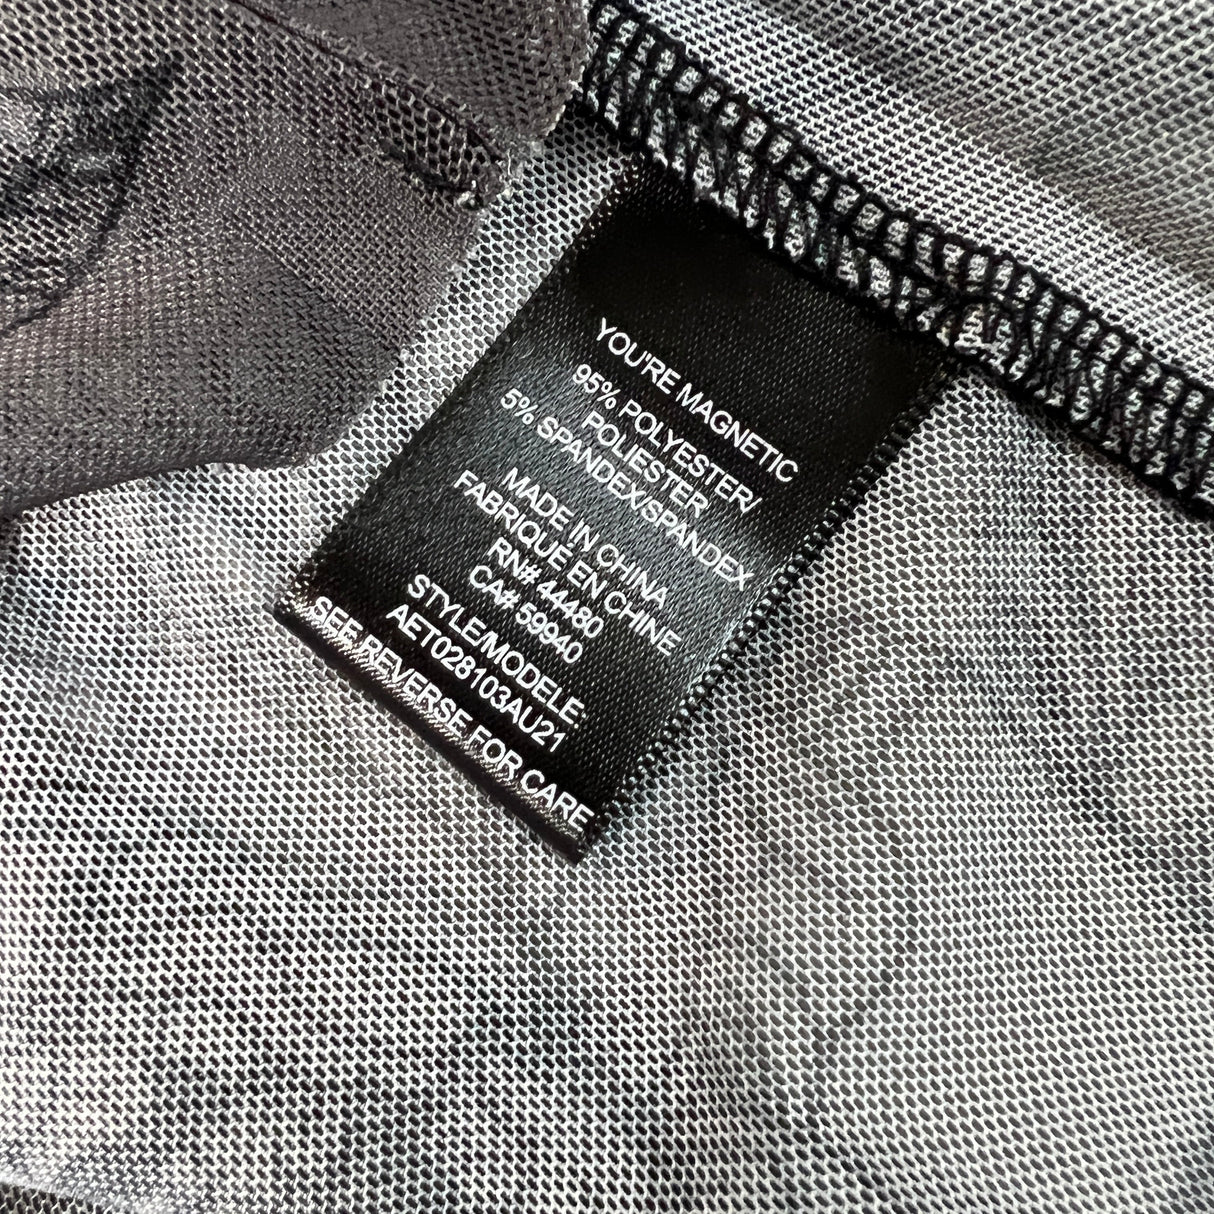 YOU'RE MAGNETIC
95% POLYESTER/
POLIESTER
5% SPANDEX/SPANDEX
MADE IN CHINA
FABRIQUÉ EN CHINE
RN# 44480
CA# 59940
STYLE/MODELE
AET028103AU21
SEE REVERSE FOR CARE